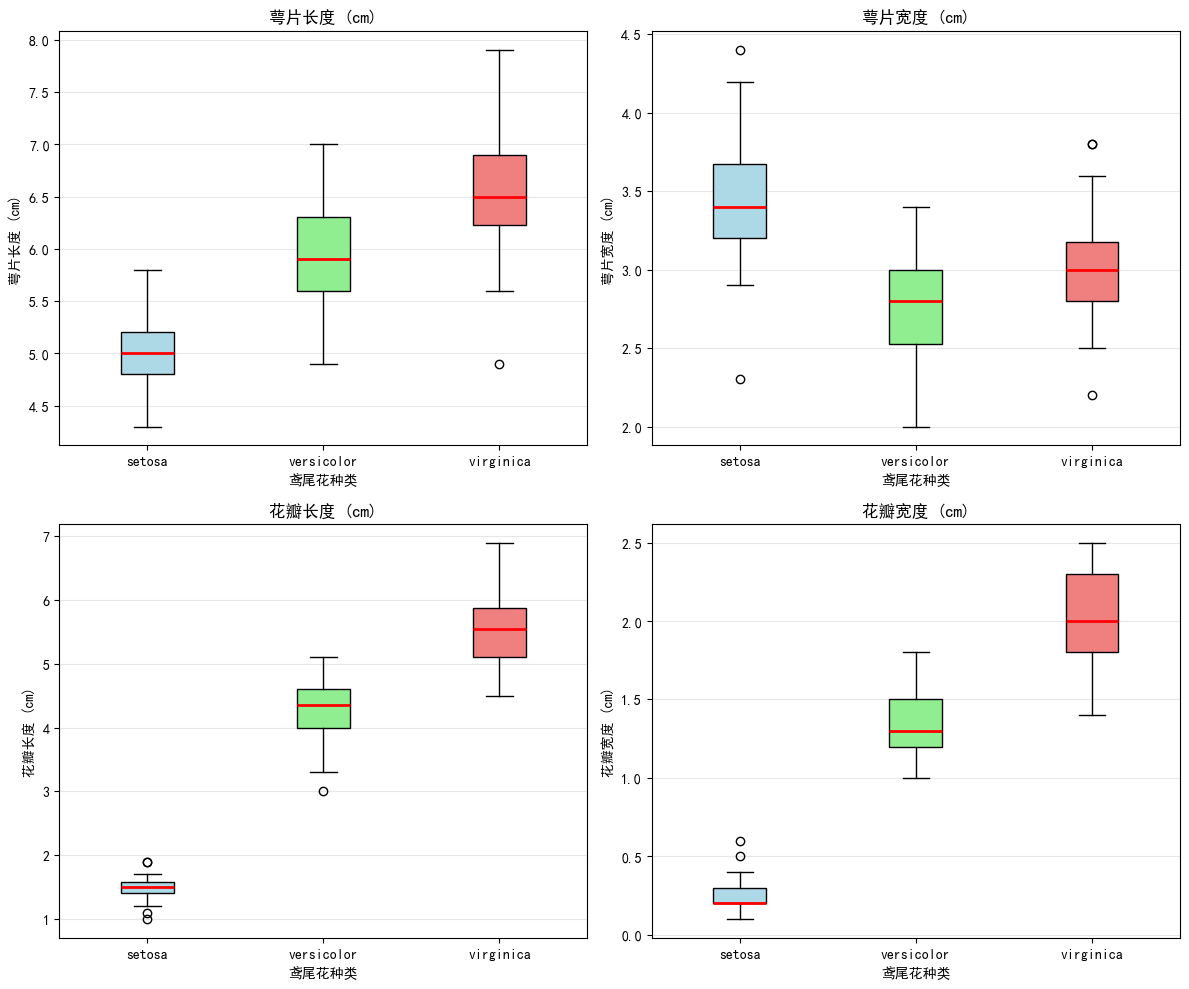 萼片长度 (cm)
萼片长度 (cm)
8.0
7.5
7.0
6.5
6.0
5.5
5.0
4.5
setosa versicolor virginica
鸢尾花种类
萼片宽度 (cm)
萼片宽度 (cm)
4.5
4.0
3.5
3.0
2.5
2.0
setosa versicolor virginica
鸢尾花种类
花瓣长度 (cm)
花瓣长度 (cm)
7
6
5
4
3
2
1
setosa versicolor virginica
鸢尾花种类
花瓣宽度 (cm)
花瓣宽度 (cm)
2.5
2.0
1.5
1.0
0.5
0.0
setosa versicolor virginica
鸢尾花种类